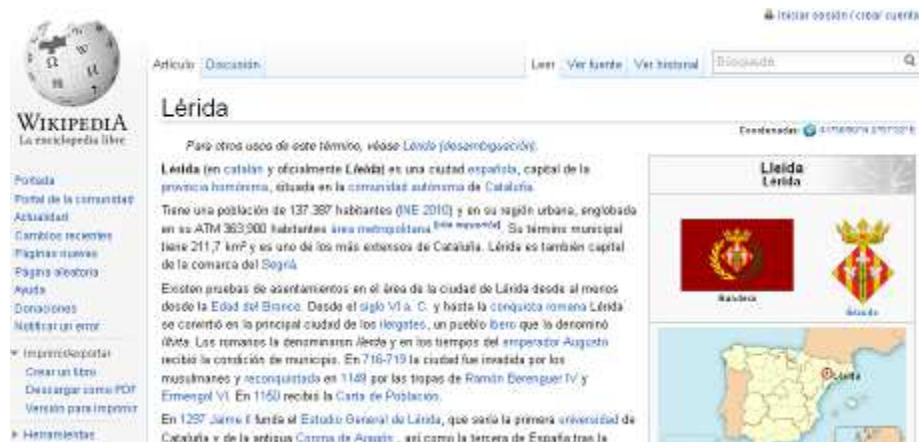 Iniciar sesión / crear cuenta
Artículo Discusión Leer Ver fuente Ver historial Búsqueda
WIKIPEDIA
La enciclopedia libre
Portada
Portal de la comunidad
Actualidad
Cambios recientes
Páginas nuevas
Página aleatoria
Ayuda
Donaciones
Notificar un error
Imprimir/exportar
Crear un libro
Descargar como PDF
Versión para imprimir
Herramientas
Lérida
Coordenadas:
Para otros usos de este término, véase Lérida (desambiguación).
Lérida (en catalán y oficialmente Lleida) es una ciudad española, capital de la
provincia homónima, situada en la comunidad autónoma de Cataluña.
Tiene una población de 137.387 habitantes (INE 2010) y en su región urbana, englobada
en su ATM 363,900 habitantes área metropolitana. Su término municipal
tiene 211,7 km² y es uno de los más extensos de Cataluña. Lérida es también capital
de la comarca del Segriá.
Existen pruebas de asentamientos en el área de la ciudad de Lérida desde al menos
desde la Edad del Bronce. Desde el siglo VI a. C. y hasta la conquista romana Lérida
se convirtió en la principal ciudad de los ilergetes, un pueblo íbero que la denominó
Iltirta. Los romanos la denominaron Ilerda y en los tiempos del emperador Augusto
recibió la condición de municipio. En 716-719 la ciudad fue invadida por los
musulmanes y reconquistada en 1149 por las tropas de Ramón Berenguer IV y
Ermengol VI. En 1150 recibió la Carta de Población.
En 1297 Jaime II funda el Estudio General de Lérida, que sería la primera universidad de
Cataluña y de la antigua Corona de Aragón , así como la tercera de España tras la
Lleida
Lérida
Bandera
Escudo
Lérida